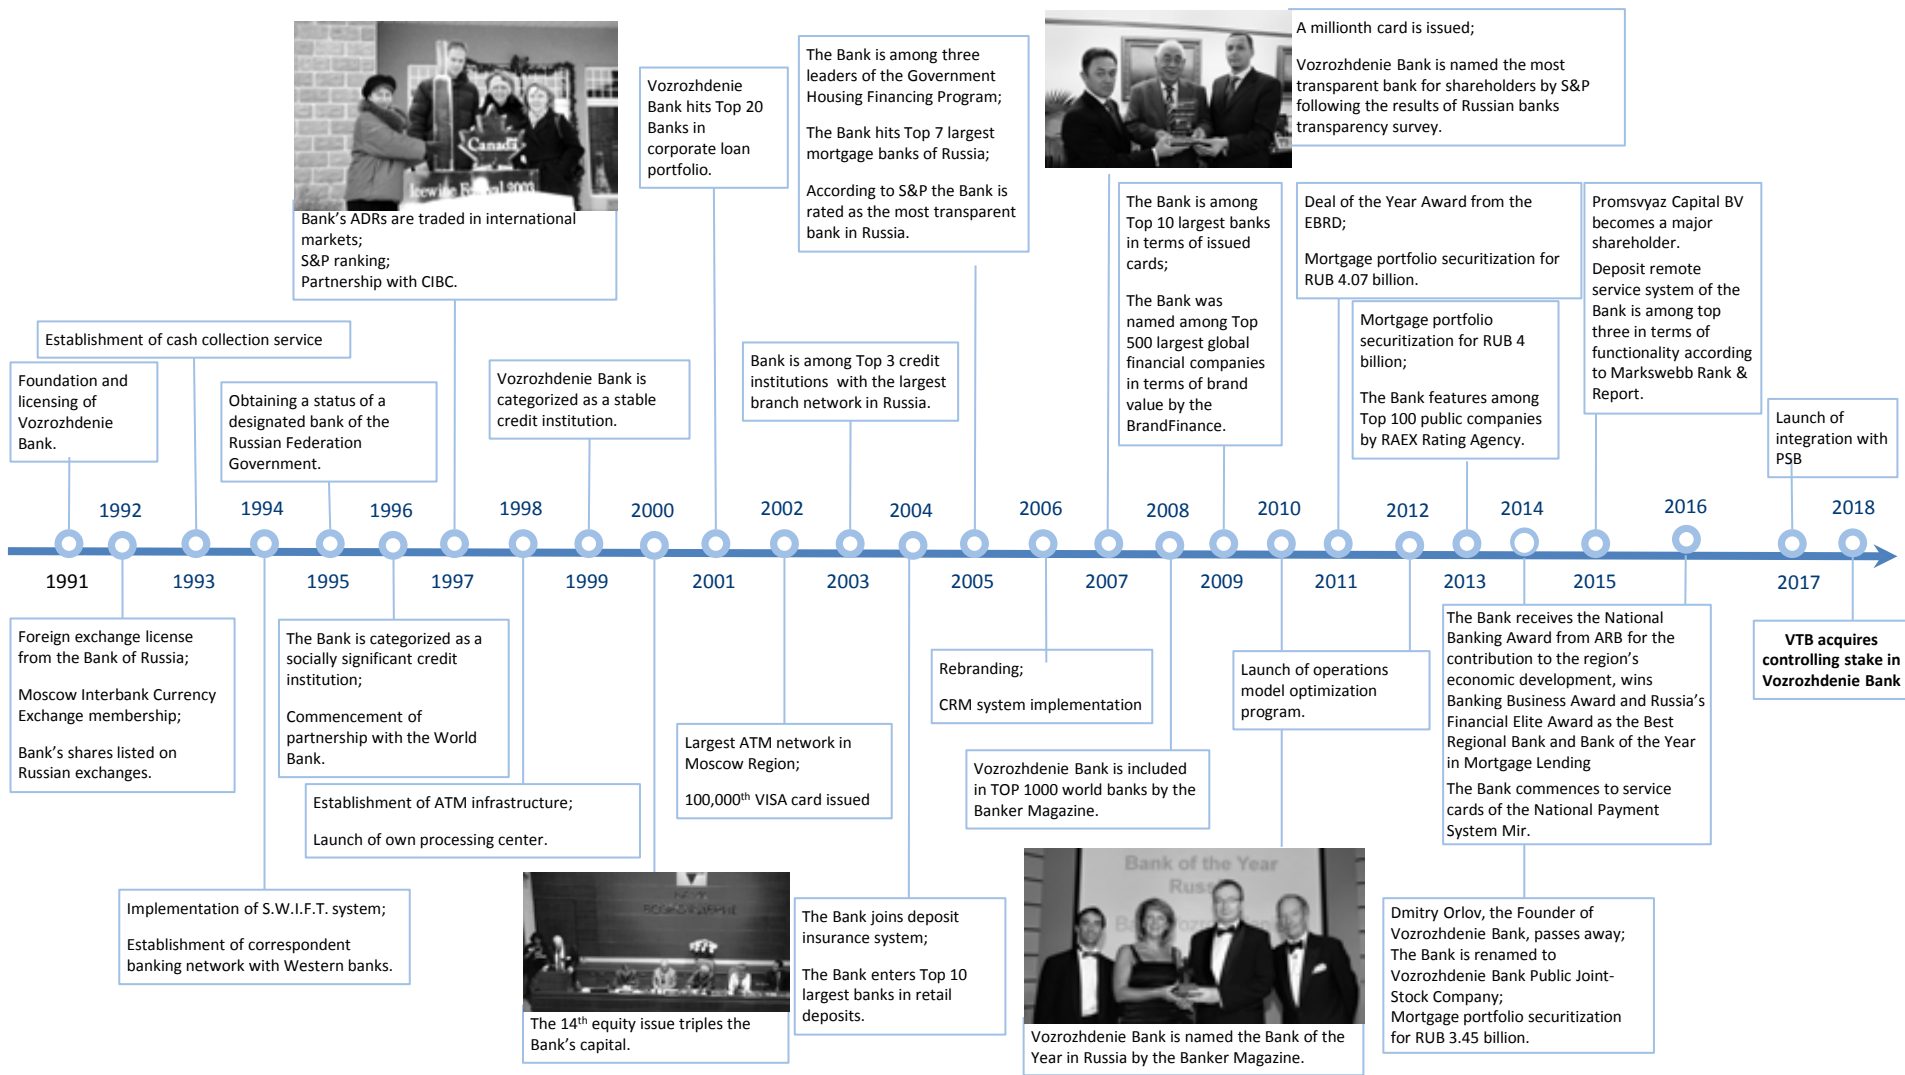 Canada
Icewine Festival 2003
Bank's ADRs are traded in international
markets;
S&P ranking;
Partnership with CIBC.
Vozrozhdenie
Bank hits Top 20
Banks in
corporate loan
portfolio.
The Bank is among three
leaders of the Government
Housing Financing Program;
The Bank hits Top 7 largest
mortgage banks of Russia;
According to S&P the Bank is
rated as the most transparent
bank in Russia.
A millionth card is issued;
Vozrozhdenie Bank is named the most
transparent bank for shareholders by S&P
following the results of Russian banks
transparency survey.
The Bank is among
Top 10 largest banks
in terms of issued
cards;
The Bank was
named among Top
500 largest global
financial companies
in terms of brand
value by the
BrandFinance.
Deal of the Year Award from the
EBRD;
Mortgage portfolio securitization for
RUB 4.07 billion.
Mortgage portfolio
securitization for RUB 4
billion;
The Bank features among
Top 100 public companies
by RAEX Rating Agency.
Promsvyaz Capital BV
becomes a major
shareholder.
Deposit remote
service system of the
Bank is among top
three in terms of
functionality according
to Markswebb Rank &
Report.
Establishment of cash collection service
Foundation and
licensing of
Vozrozhdenie
Bank.
Obtaining a status of a
designated bank of the
Russian Federation
Government.
Vozrozhdenie Bank is
categorized as a stable
credit institution.
Bank is among Top 3 credit
institutions with the largest
branch network in Russia.
Launch of
integration with
PSB
1992 1994 1996 1998 2000 2002 2004 2006 2008 2010 2012 2014 2016 2018
1991 1993 1995 1997 1999 2001 2003 2005 2007 2009 2011 2013 2015 2017
Foreign exchange license
from the Bank of Russia;
Moscow Interbank Currency
Exchange membership;
Bank's shares listed on
Russian exchanges.
The Bank is categorized as a
socially significant credit
institution;
Commencement of
partnership with the World
Bank.
Establishment of ATM infrastructure;
Launch of own processing center.
Implementation of S.W.I.F.T. system;
Establishment of correspondent
banking network with Western banks.
The 14th equity issue triples the
Bank's capital.
Largest ATM network in
Moscow Region;
100,000th VISA card issued
The Bank joins deposit
insurance system;
The Bank enters Top 10
largest banks in retail
deposits.
Rebranding;
CRM system implementation
Vozrozhdenie Bank is included
in TOP 1000 world banks by the
Banker Magazine.
Launch of operations
model optimization
program.
Bank of the Year
Vozrozhdenie Bank is named the Bank of the
Year in Russia by the Banker Magazine.
The Bank receives the National
Banking Award from ARB for the
contribution to the region's
economic development, wins
Banking Business Award and Russia's
Financial Elite Award as the Best
Regional Bank and Bank of the Year
in Mortgage Lending
The Bank commences to service
cards of the National Payment
System Mir.
Dmitry Orlov, the Founder of
Vozrozhdenie Bank, passes away;
The Bank is renamed to
Vozrozhdenie Bank Public Joint-
Stock Company;
Mortgage portfolio securitization
for RUB 3.45 billion.
VTB acquires
controlling stake in
Vozrozhdenie Bank